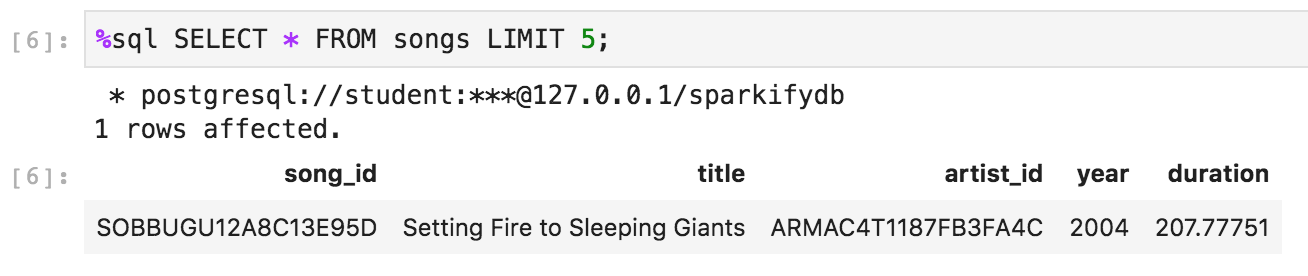 [6]: %sql SELECT * FROM songs LIMIT 5;
* postgresql://student:***@127.0.0.1/sparkifydb
1 rows affected.
[6]: song_id title artist_id year duration
SOBBUGU12A8C13E95D Setting Fire to Sleeping Giants ARMAC4T1187FB3FA4C 2004 207.77751